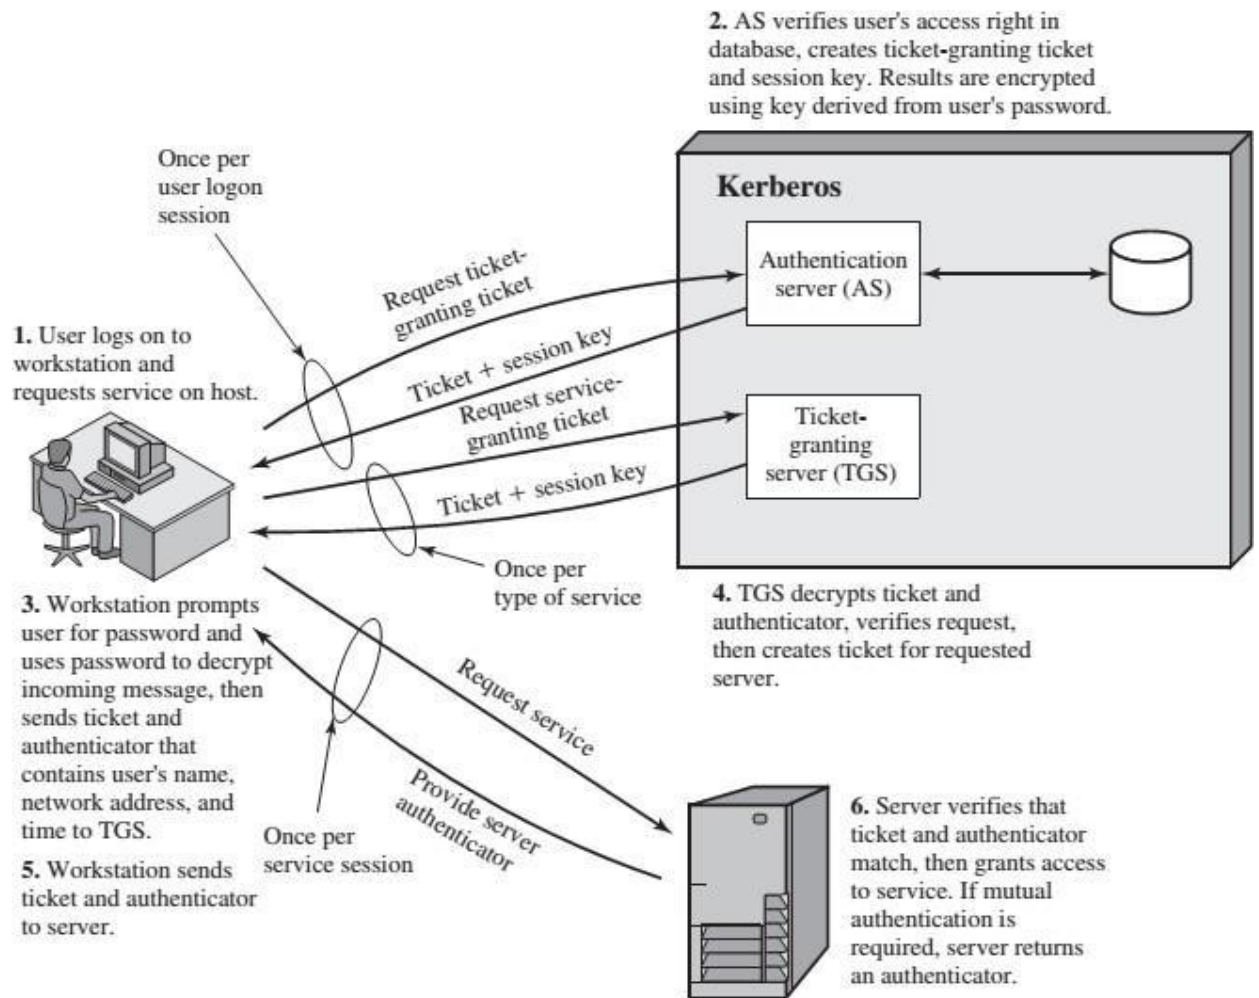 2. AS verifies user's access right in
database, creates ticket-granting ticket
and session key. Results are encrypted
using key derived from user's password.
Once per
user logon
session
Kerberos
Request ticket-
granting ticket
Authentication
server (AS)
1. User logs on to
workstation and
requests service on host.
Ticket + session key
Request service-
granting ticket
Ticket-
granting
server (TGS)
Ticket + session key
Once per
type of service
3. Workstation prompts
user for password and
uses password to decrypt
incoming message, then
sends ticket and
authenticator that
contains user's name,
network address, and
time to TGS.
4. TGS decrypts ticket and
authenticator, verifies request,
then creates ticket for requested
server.
Request service
Provide server
authenticator
Once per
service session
5. Workstation sends
ticket and authenticator
to server.
6. Server verifies that
ticket and authenticator
match, then grants access
to service. If mutual
authentication is
required, server returns
an authenticator.